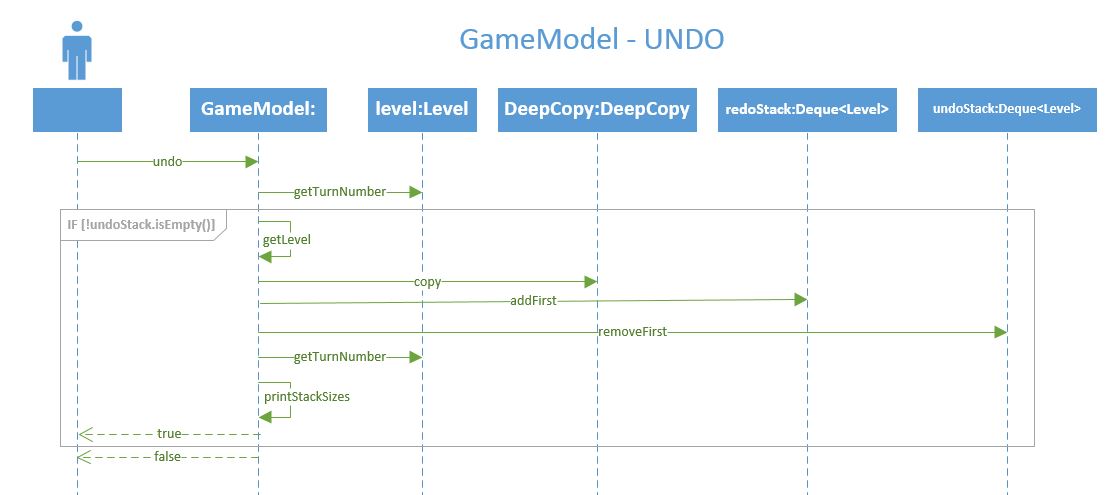 GameModel - UNDO
GameModel:
level:Level
DeepCopy:DeepCopy
redoStack:Deque<Level>
undoStack:Deque<Level>
undo
getTurnNumber
IF [!undoStack.isEmpty()]
getLevel
copy
addFirst
removeFirst
getTurnNumber
printStackSizes
true
false